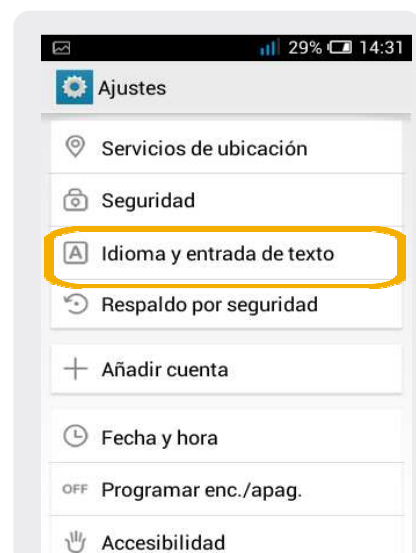 29% 14:31
Ajustes
Servicios de ubicación
Seguridad
A Idioma y entrada de texto
Respaldo por seguridad
Añadir cuenta
Fecha y hora
OFF Programar enc./apag.
Accesibilidad